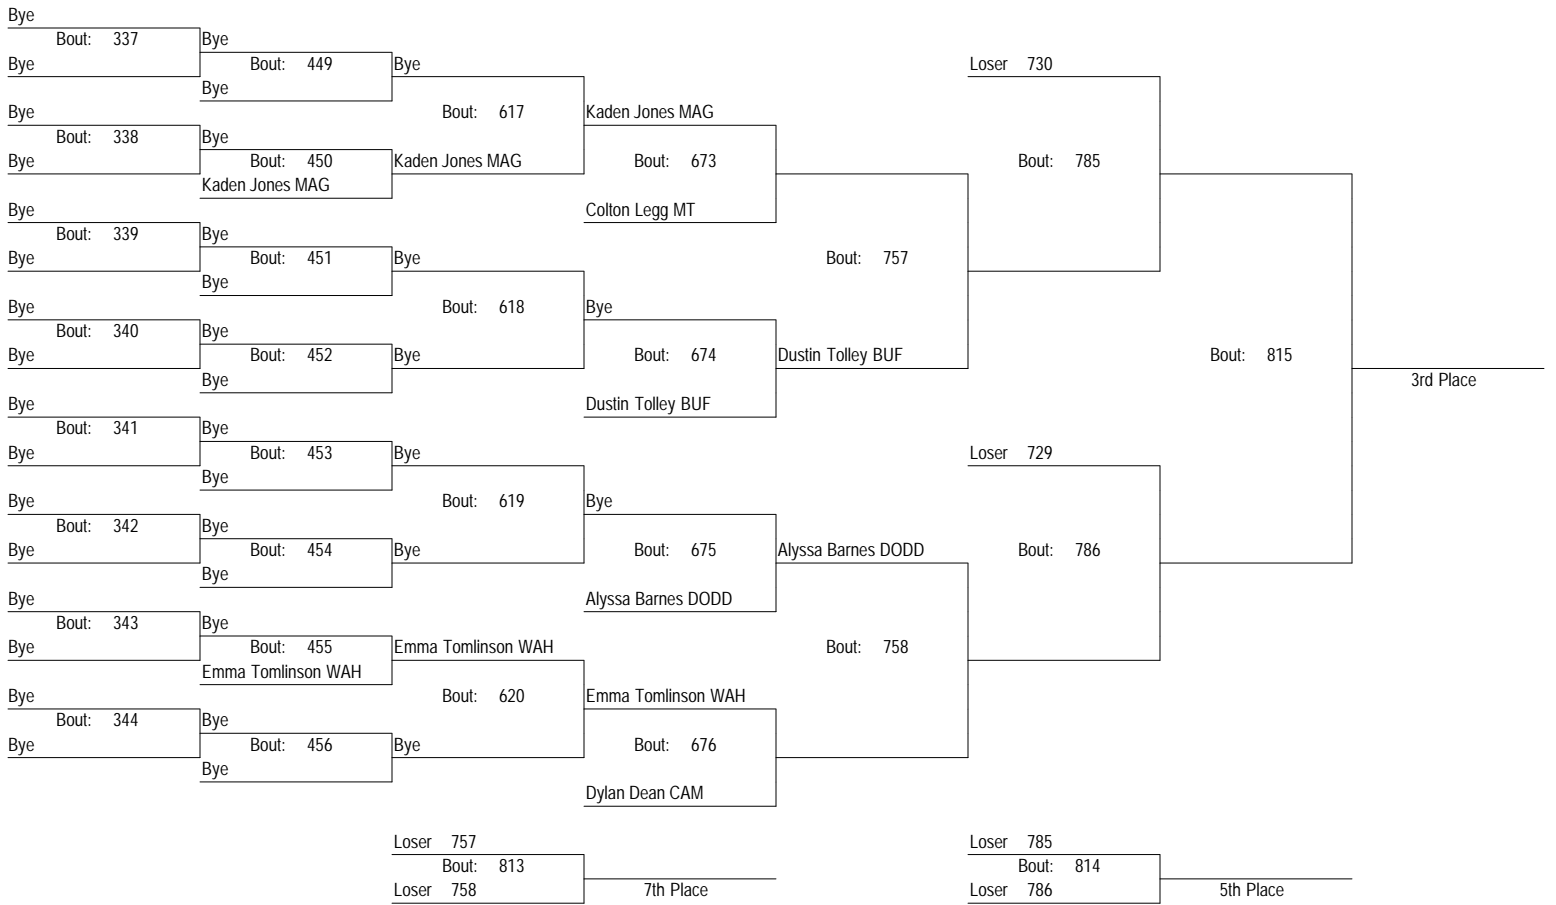 Bye
Bout: 337
Bye
Bye
Bout: 338
Bye
Bye
Bout: 339
Bye
Bye
Bout: 340
Bye
Bye
Bout: 341
Bye
Bye
Bout: 342
Bye
Bye
Bout: 343
Bye
Bye
Bout: 344
Bye
Bye
Bout: 449
Bye
Bye
Bout: 450
Kaden Jones MAG
Bye
Bout: 451
Bye
Bye
Bout: 452
Bye
Bye
Bout: 453
Bye
Bye
Bout: 454
Bye
Bye
Bout: 455
Emma Tomlinson WAH
Bye
Bout: 456
Bye
Bye
Bout: 617
Kaden Jones MAG
Bye
Bout: 618
Bye
Bye
Bout: 619
Bye
Emma Tomlinson WAH
Bout: 620
Bye
Kaden Jones MAG
Bout: 673
Colton Legg MT
Bye
Bout: 674
Dustin Tolley BUF
Bye
Bout: 675
Alyssa Barnes DODD
Emma Tomlinson WAH
Bout: 676
Dylan Dean CAM
Bout: 757
Dustin Tolley BUF
Alyssa Barnes DODD
Bout: 758
Loser 730
Bout: 785
Loser 729
Bout: 786
Bout: 815
3rd Place
Loser 757
Bout: 813
Loser 758
7th Place
Loser 785
Bout: 814
Loser 786
5th Place